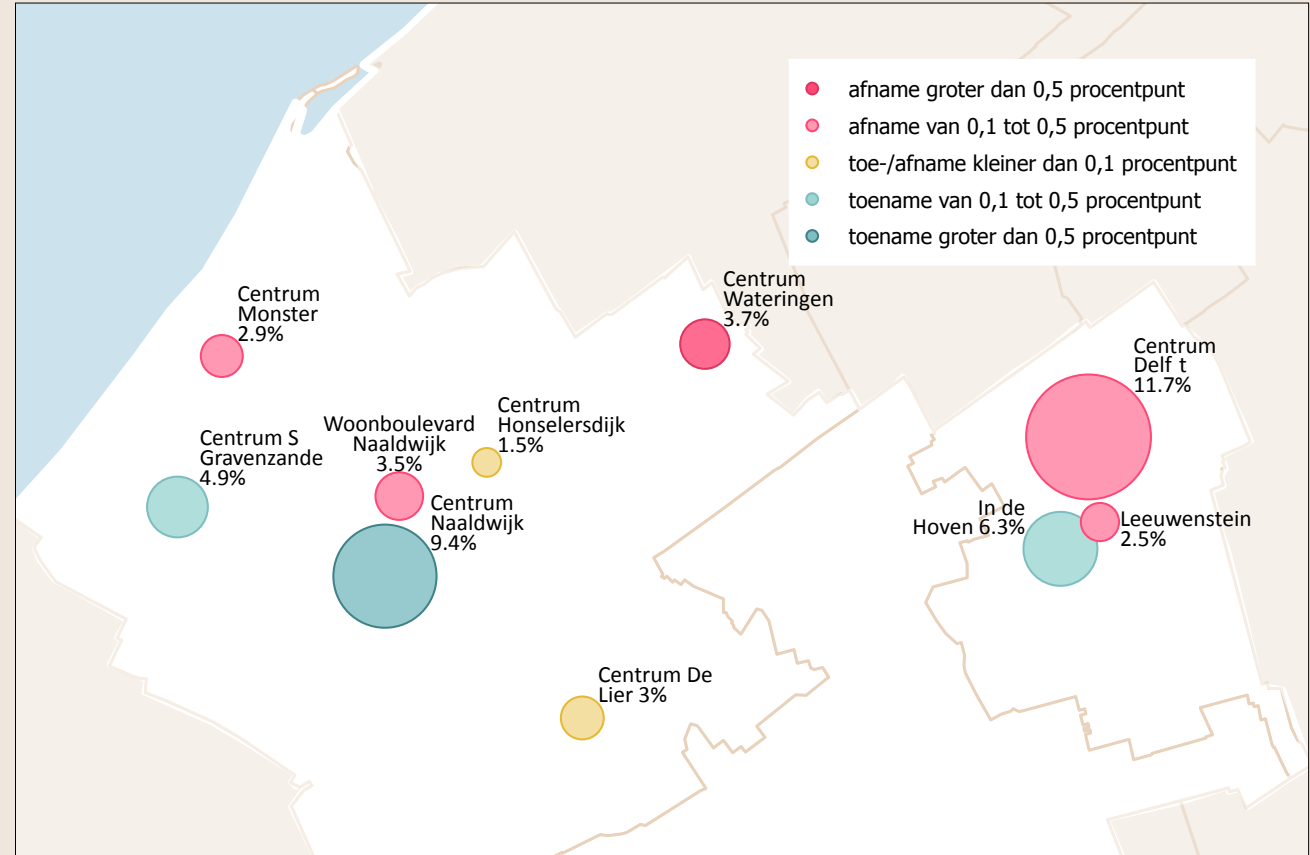 afname groter dan 0,5 procentpunt
afname van 0,1 tot 0,5 procentpunt
toe-/afname kleiner dan 0,1 procentpunt
toename van 0,1 tot 0,5 procentpunt
toename groter dan 0,5 procentpunt
Centrum
Monster
2.9%
Centrum
Wateringen
3.7%
Centrum
Delf t
11.7%
Centrum S
Gravenzande
4.9%
Woonboulevard
Naaldwijk
3.5%
Centrum
Honselersdijk
1.5%
Centrum
Naaldwijk
9.4%
In de
Hoven 6.3%
Leeuwenstein
2.5%
Centrum De
Lier 3%